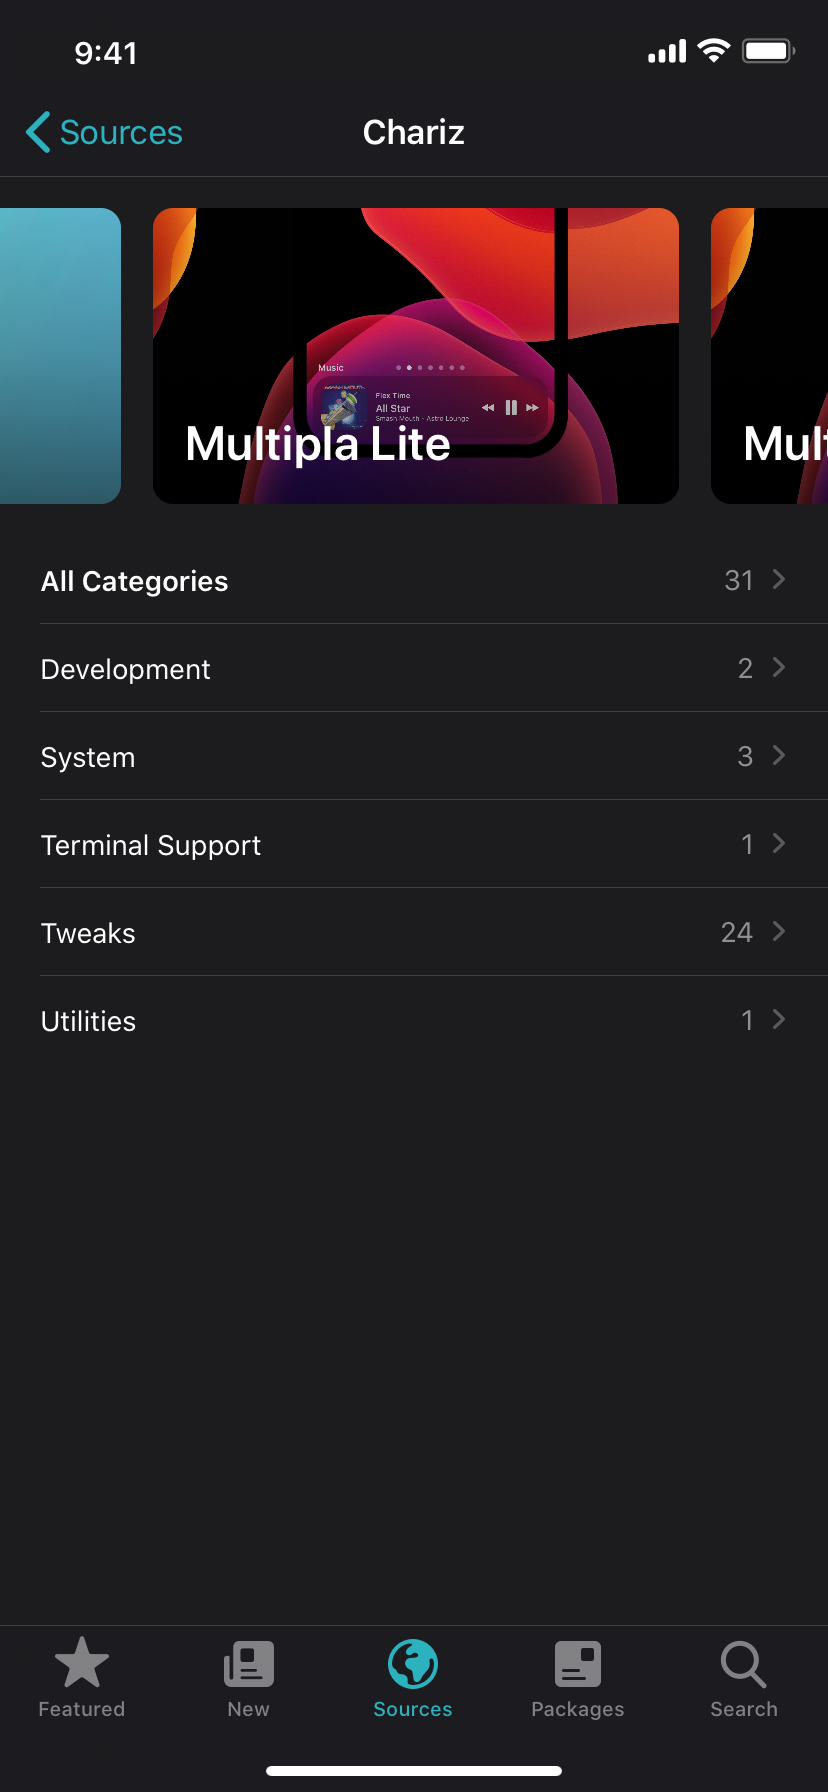 9:41
Sources
Chariz
Music
Flex Time
All Star
Smash Mouth - Astro Lounge
Multipla Lite
Mult
All Categories 31
Development 2
System 3
Terminal Support 1
Tweaks 24
Utilities 1
Featured
New
Sources
Packages
Search